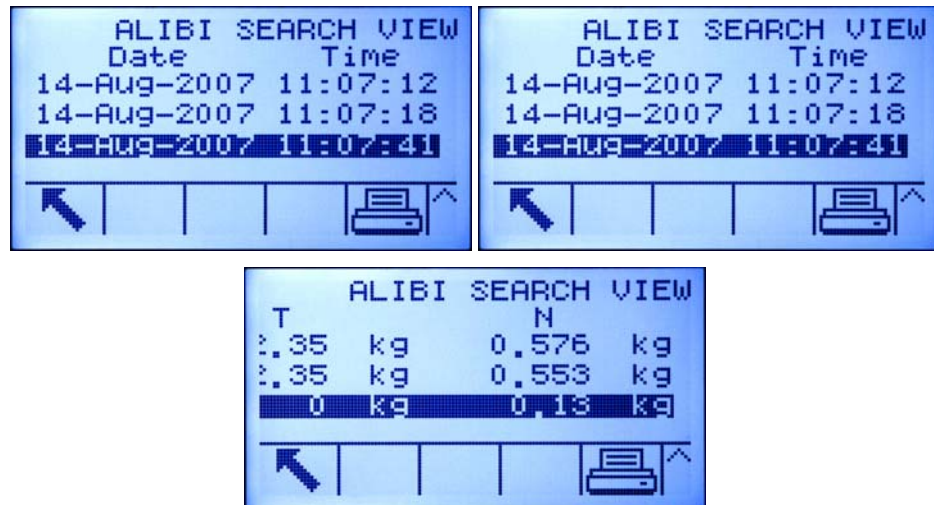 ALIBI SEARCH VIEW
Date Time
14-Aug-2007 11:07:12
14-Aug-2007 11:07:18
14-Aug-2007 11:07:41
ALIBI SEARCH VIEW
Date Time
14-Aug-2007 11:07:12
14-Aug-2007 11:07:18
14-Aug-2007 11:07:41
ALIBI SEARCH VIEW
T N
.35 kg 0.576 kg
.35 kg 0.553 kg
0 kg 0.13 kg